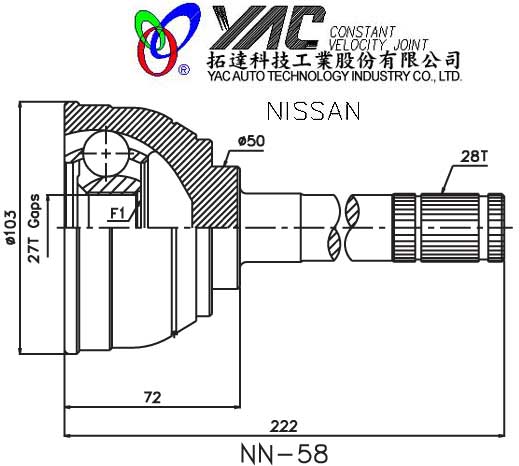 YAC CONSTANT
VELOCITY JOINT
®
拓達科技工業股份有限公司
YAC AUTO TECHNOLOGY INDUSTRY CO., LTD.
NISSAN
ø50
28T
F1
27T Gaps
ø103
72
222
NN-58